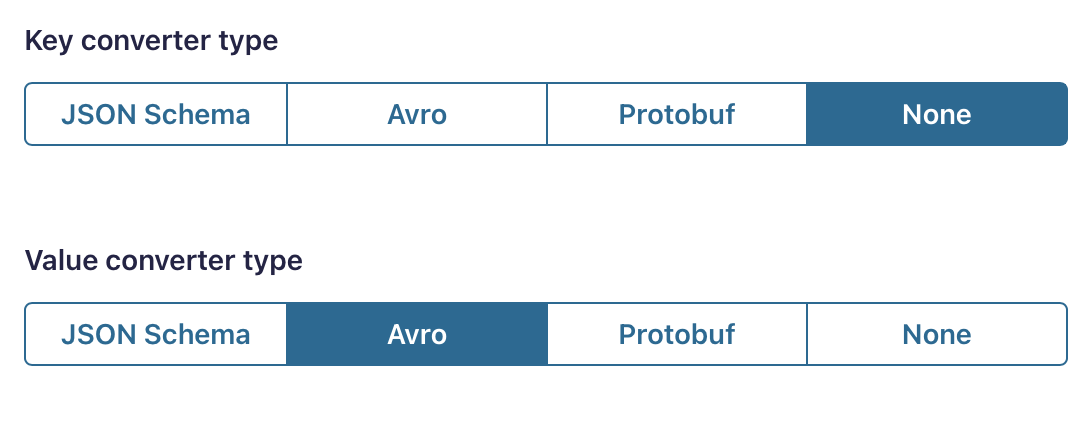 Key converter type
JSON Schema Avro Protobuf None
Value converter type
JSON Schema Avro Protobuf None